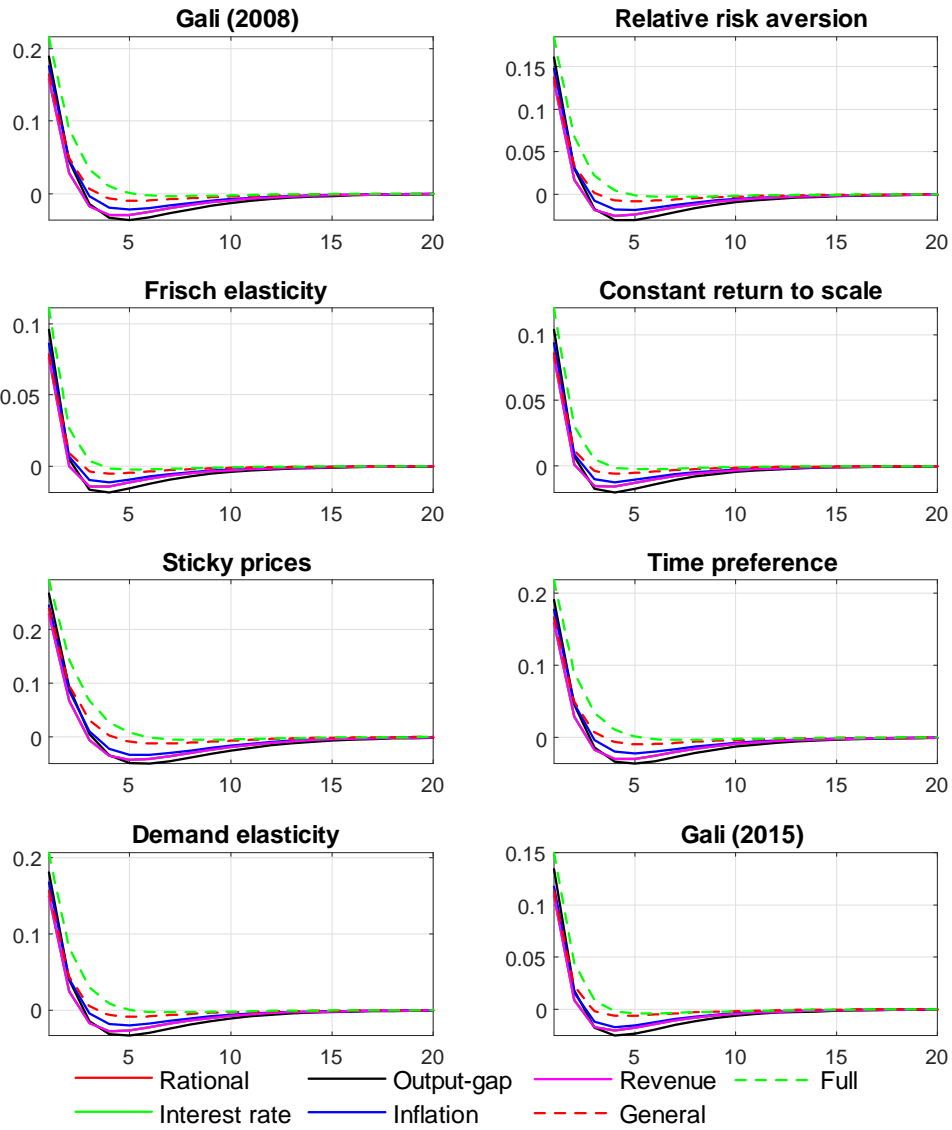 Gali (2008) Relative risk aversion
0.2 0.15
0.1 0.1
0.05
0 0
5 10 15 20 5 10 15 20
Frisch elasticity Constant return to scale
0.1 0.1
0.05 0.05
0 0
5 10 15 20 5 10 15 20
Sticky prices Time preference
0.2 0.2
0.1 0.1
0 0
5 10 15 20 5 10 15 20
Demand elasticity Gali (2015)
0.2 0.15
0.1 0.1
0.05
0 0
5 10 15 20 5 10 15 20
Rational Output-gap Revenue Full
Interest rate Inflation General